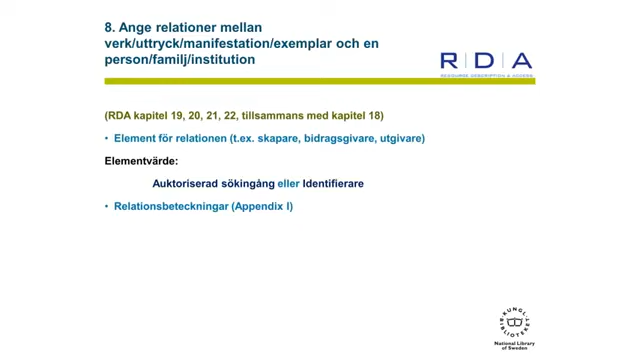 8. Ange relationer mellan
verk/uttryck/manifestation/exemplar och en
person/familj/institution
R|D|A
RESOURCE DESCRIPTION & ACCESS
(RDA kapitel 19, 20, 21, 22, tillsammans med kapitel 18)
• Element för relationen (t.ex. skapare, bidragsgivare, utgivare)
Elementvärde:
Auktoriserad sökingång eller Identifierare
• Relationsbeteckningar (Appendix I)
KUNGL.
BIBLIOTEKET
National Library
of Sweden